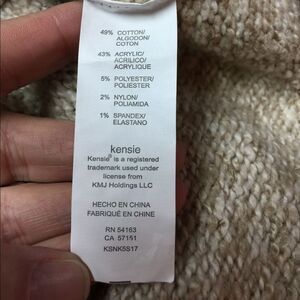 49% COTTON/
ALGODON/
COTON
43% ACRYLIC/
ACRILICO/
ACRYLIQUE
5% POLYESTER/
POLIESTER
2% NYLON/
POLIAMIDA
1% SPANDEX/
ELASTANO
kensie
Kensie® is a registered
trademark used under
license from
KMJ Holdings LLC
HECHO EN CHINA
FABRIQUÉ EN CHINE
RN 54163
CA 57151
KSNK5S17